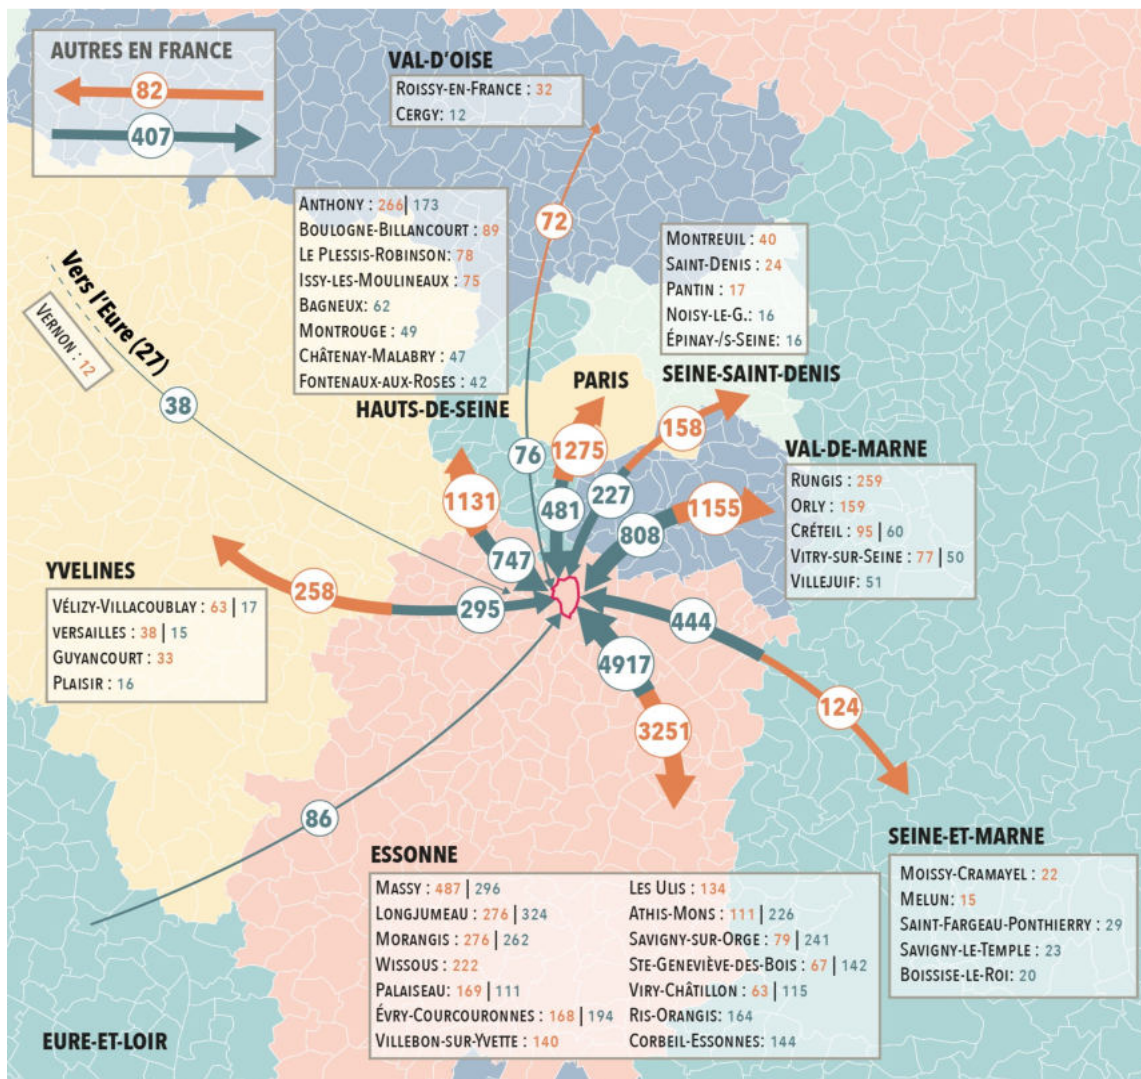 AUTRES EN FRANCE
82
407
VAL-D'OISE
ROISSY-EN-FRANCE : 32
CERGY: 12
72
ANTHONY : 266| 173
BOULOGNE-BILLANCOURT : 89
LE PLESSIS-ROBINSON: 78
ISSY-LES-MOULINEAUX : 75
BAGNEUX : 62
MONTROUGE : 49
CHÂTENAY-MALABRY : 47
FONTENAUX-AUX-ROSES : 42
HAUTS-DE-SEINE
MONTREUIL : 40
SAINT-DENIS : 24
PANTIN : 17
NOISY-LE-G.: 16
ÉPINAY-/S-SEINE: 16
SEINE-SAINT-DENIS
PARIS
Vers l'Eure (27)
VERNON : 12
38
76
1275
481
158
227
1131
747
1155
808
VAL-DE-MARNE
RUNGIS : 259
ORLY : 159
CRÉTEIL : 95 | 60
VITRY-SUR-SEINE : 77 | 50
VILLEJUIF: 51
YVELINES
VÉLIZY-VILLACOUBLAY : 63 | 17
VERSAILLES : 38 | 15
GUYANCOURT : 33
PLAISIR : 16
258
295
444
124
4917
3251
86
EURE-ET-LOIR
ESSONNE
MASSY : 487 | 296
LONGJUMEAU : 276 | 324
MORANGIS : 276 | 262
WISSOUS : 222
PALAISEAU: 169 | 111
ÉVRY-COURCOURONNES : 168 | 194
VILLEBON-SUR-YVETTE : 140
LES ULIS : 134
ATHIS-MONS : 111 | 226
SAVIGNY-SUR-ORGE : 79 | 241
STE-GENEVIÈVE-DES-BOIS : 67 | 142
VIRY-CHÂTILLON : 63 | 115
RIS-ORANGIS: 164
CORBEIL-ESSONNES: 144
SEINE-ET-MARNE
MOISSY-CRAMAYEL : 22
MELUN: 15
SAINT-FARGEAU-PONTHIERRY : 29
SAVIGNY-LE-TEMPLE : 23
BOISSISE-LE-ROI: 20